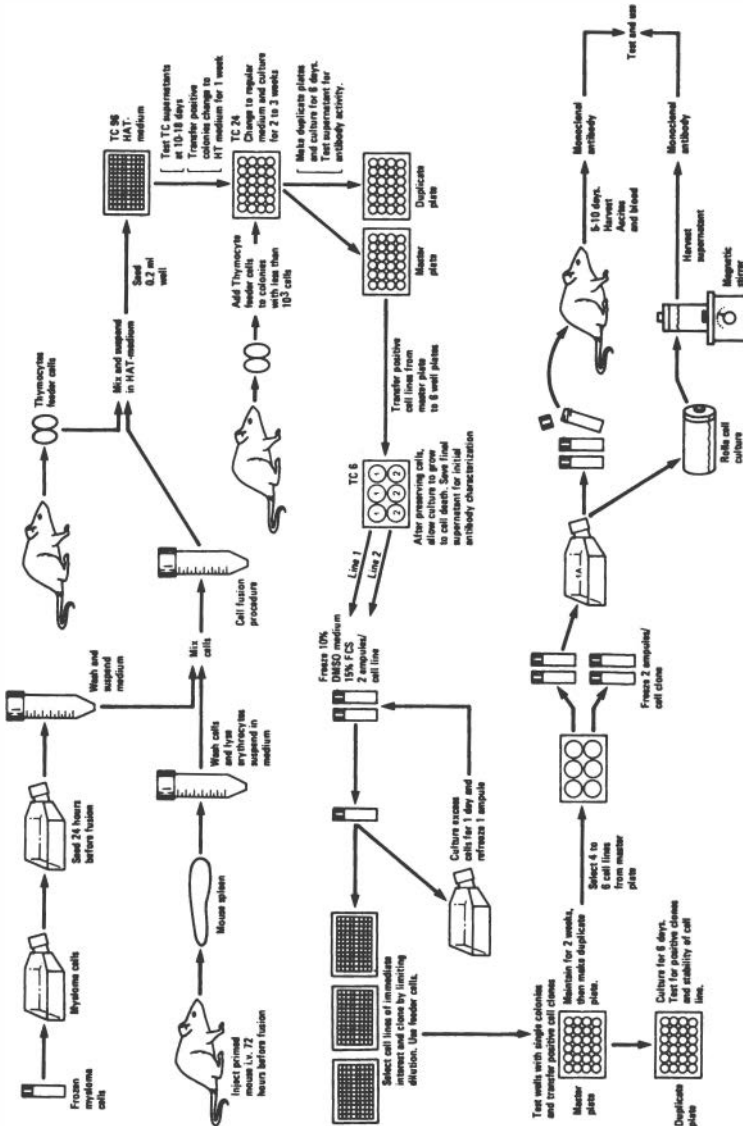 Frozen
myeloma
cells
Myeloma cells
Seed 24 hours
before fusion
Wash and
suspend
medium
Inject primed
mouse i.v. 72
hours before fusion
Mouse spleen
Wash cells
and lyse
erythrocytes
suspend in
medium
Mix
cells
Cell fusion
procedure
Thymocytes
feeder cells
Mix and suspend
in HAT-medium
Seed
0.2 ml
well
TC 96
HAT-
medium
Test TC supernatants
at 10-18 days
Transfer positive
colonies change to
HT medium for 1 week
Add Thymocyte
feeder cells
to colonies
with less than
10³ cells
TC 24
Change to regular
medium and culture
for 2 to 3 weeks
Make duplicate plates
and culture for 6 days.
Test supernatant for
antibody activity.
Master
plate
Duplicate
plate
Transfer positive
cell lines from
master plate
to 6 well plates
TC 6
1 1 1
2 2 2
After preserving cells,
allow culture to grow
to cell death. Save final
supernatant for initial
antibody characterization
Line 1
Line 2
Freeze 10%
DMSO medium
15% FCS
2 ampules/
cell line
Culture excess
cells for 1 day and
refreeze 1 ampule
Select cell lines of immediate
interest and clone by limiting
dilution. Use feeder cells.
Test wells with single colonies
and transfer positive cell clones
Master
plate
Maintain for 2 weeks,
then make duplicate
plate.
Duplicate
plate
Culture for 6 days.
Test for positive clones
and stability of cell
line.
Select 4 to
6 cell lines
from master
plate
Freeze 2 ampules/
cell clone
1A
Rolla cell
culture
5-10 days.
Harvest
Ascites
and blood
Harvest
supernatant
Magnetic
stirrer
Monoclonal
antibody
Monoclonal
antibody
Test and use